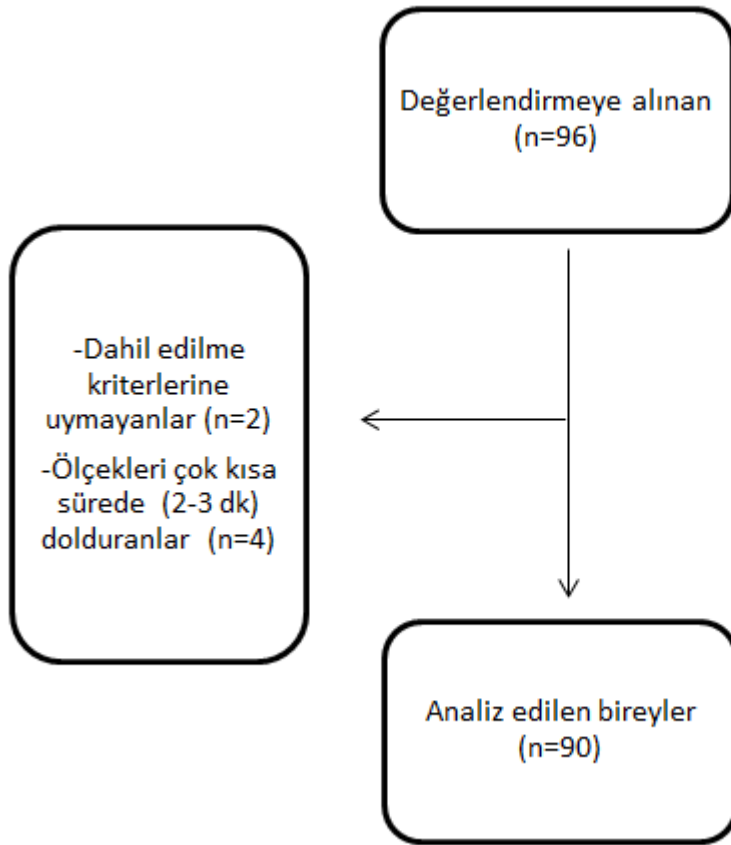 Değerlendirmeye alınan
(n=96)
-Dahil edilme
kriterlerine
uymayanlar (n=2)
-Ölçekleri çok kısa
sürede (2-3 dk)
dolduranlar (n=4)
Analiz edilen bireyler
(n=90)